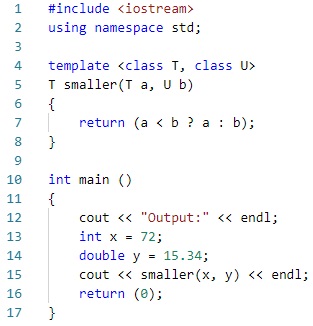 1 #include <iostream>
2 using namespace std;
3
4 template <class T, class U>
5 T smaller(T a, U b)
6 {
7     return (a < b ? a : b);
8 }
9
10 int main ()
11 {
12     cout << "Output:" << endl;
13     int x = 72;
14     double y = 15.34;
15     cout << smaller(x, y) << endl;
16     return (0);
17 }